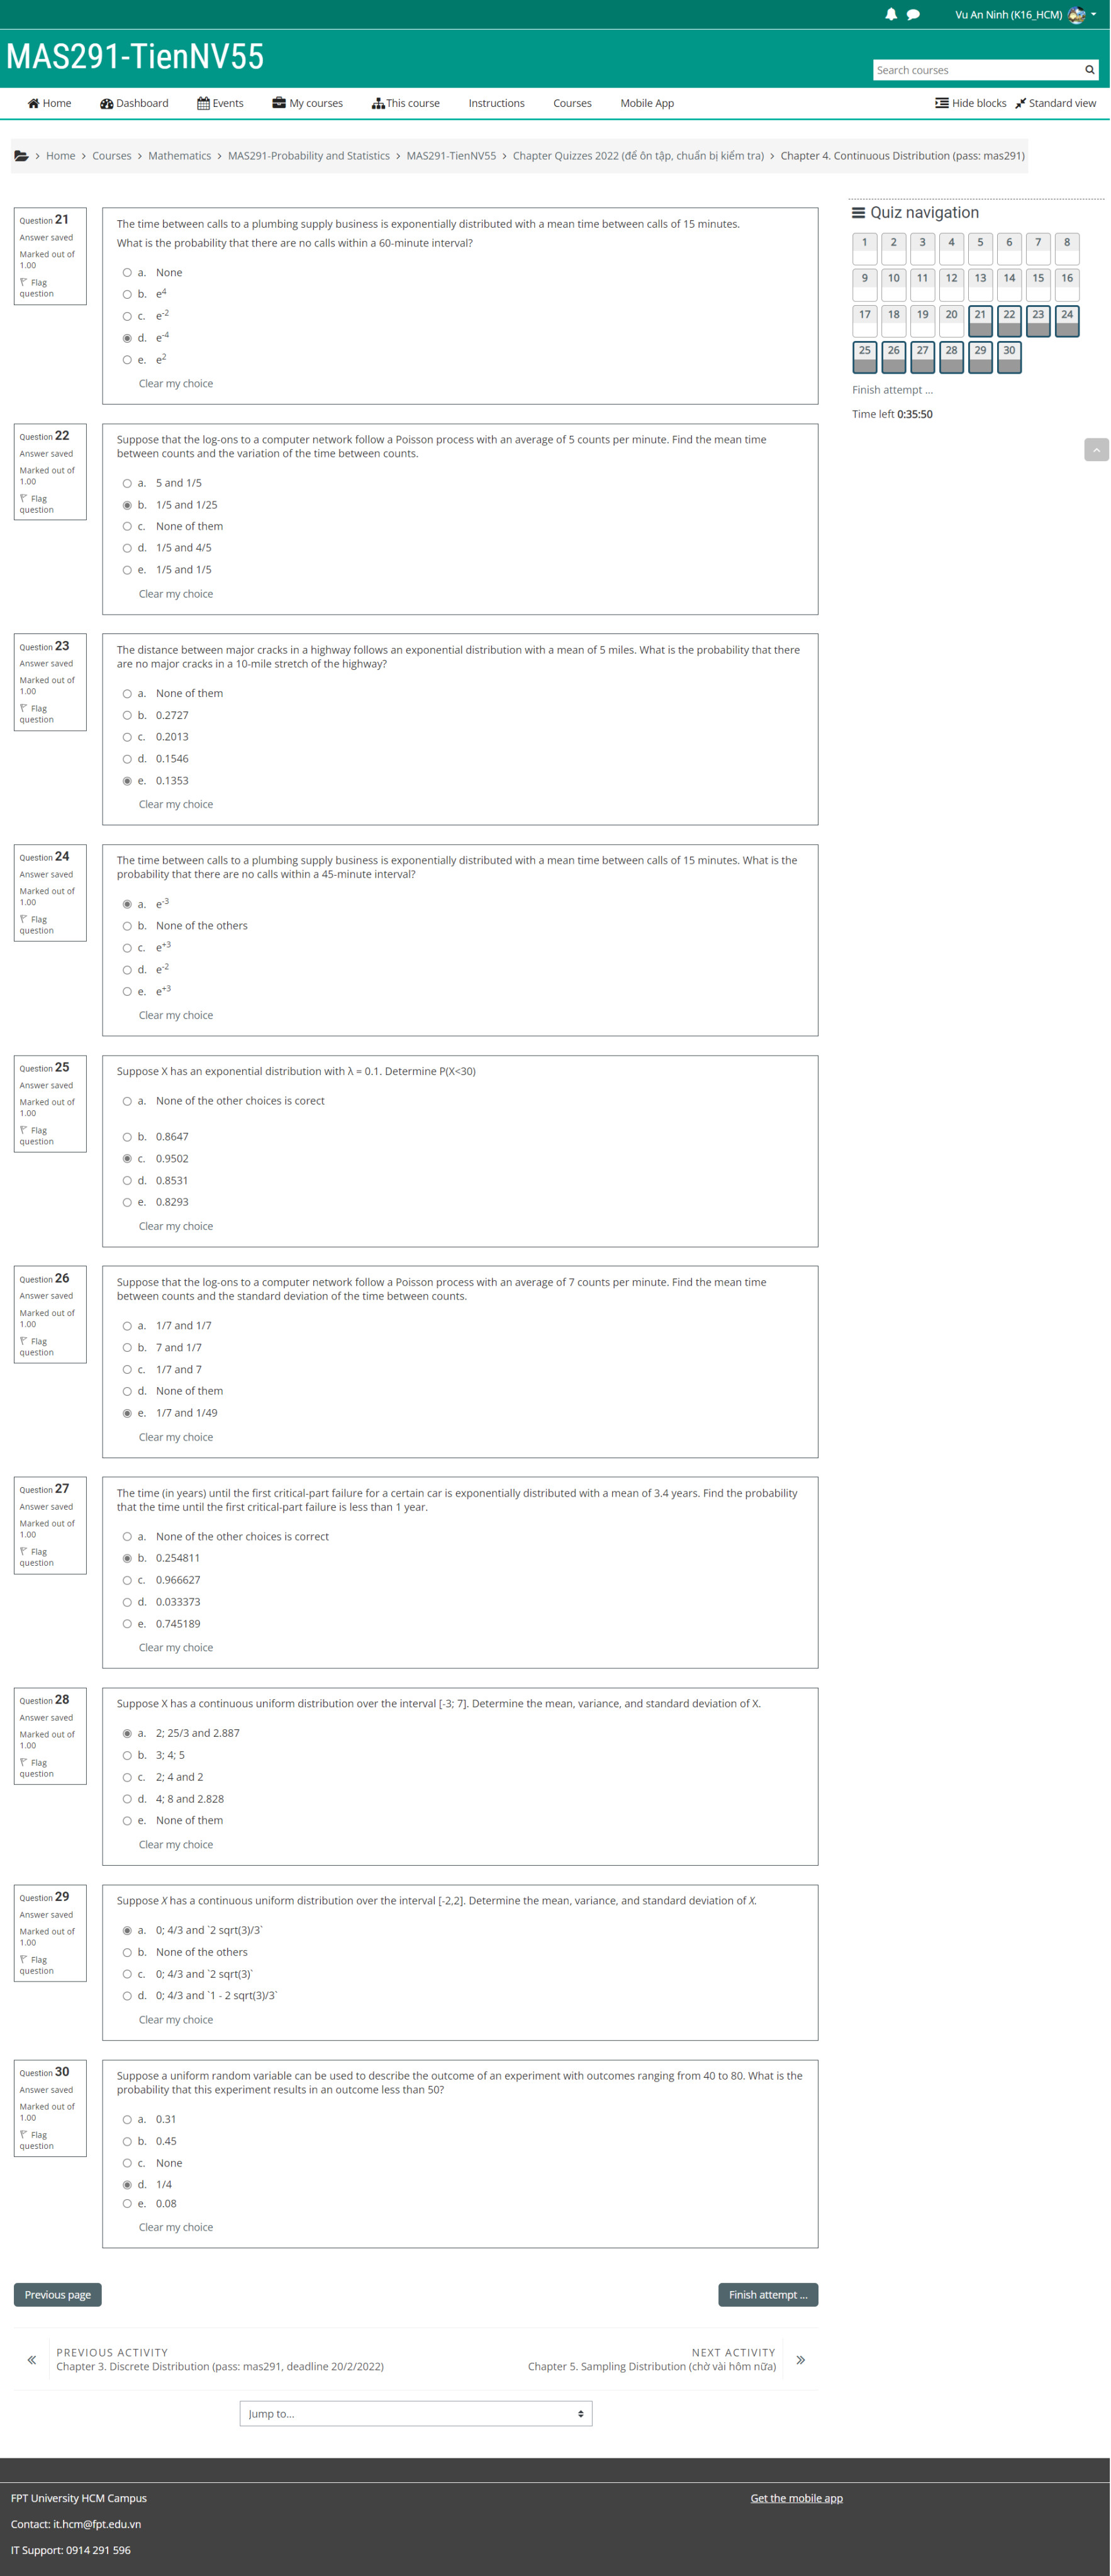 Vu An Ninh (K16_HCM)
MAS291-TienNV55
Search courses
Home Dashboard Events My courses This course Instructions Courses Mobile App Hide blocks Standard view
> Home > Courses > Mathematics > MAS291-Probability and Statistics > MAS291-TienNV55 > Chapter Quizzes 2022 (để ôn tập, chuẩn bị kiểm tra) > Chapter 4. Continuous Distribution (pass: mas291)
Question 21
Answer saved
Marked out of
1.00
Flag
question
The time between calls to a plumbing supply business is exponentially distributed with a mean time between calls of 15 minutes.
What is the probability that there are no calls within a 60-minute interval?
a. None
b. e⁴
c. e⁻²
d. e⁻⁴
e. e²
Clear my choice
Question 22
Answer saved
Marked out of
1.00
Flag
question
Suppose that the log-ons to a computer network follow a Poisson process with an average of 5 counts per minute. Find the mean time
between counts and the variation of the time between counts.
a. 5 and 1/5
b. 1/5 and 1/25
c. None of them
d. 1/5 and 4/5
e. 1/5 and 1/5
Clear my choice
Question 23
Answer saved
Marked out of
1.00
Flag
question
The distance between major cracks in a highway follows an exponential distribution with a mean of 5 miles. What is the probability that there
are no major cracks in a 10-mile stretch of the highway?
a. None of them
b. 0.2727
c. 0.2013
d. 0.1546
e. 0.1353
Clear my choice
Question 24
Answer saved
Marked out of
1.00
Flag
question
The time between calls to a plumbing supply business is exponentially distributed with a mean time between calls of 15 minutes. What is the
probability that there are no calls within a 45-minute interval?
a. e⁻³
b. None of the others
c. e⁺³
d. e⁻²
e. e⁺³
Clear my choice
Question 25
Answer saved
Marked out of
1.00
Flag
question
Suppose X has an exponential distribution with λ = 0.1. Determine P(X<30)
a. None of the other choices is corect
b. 0.8647
c. 0.9502
d. 0.8531
e. 0.8293
Clear my choice
Question 26
Answer saved
Marked out of
1.00
Flag
question
Suppose that the log-ons to a computer network follow a Poisson process with an average of 7 counts per minute. Find the mean time
between counts and the standard deviation of the time between counts.
a. 1/7 and 1/7
b. 7 and 1/7
c. 1/7 and 7
d. None of them
e. 1/7 and 1/49
Clear my choice
Question 27
Answer saved
Marked out of
1.00
Flag
question
The time (in years) until the first critical-part failure for a certain car is exponentially distributed with a mean of 3.4 years. Find the probability
that the time until the first critical-part failure is less than 1 year.
a. None of the other choices is correct
b. 0.254811
c. 0.966627
d. 0.033373
e. 0.745189
Clear my choice
Question 28
Answer saved
Marked out of
1.00
Flag
question
Suppose X has a continuous uniform distribution over the interval [-3; 7]. Determine the mean, variance, and standard deviation of X.
a. 2; 25/3 and 2.887
b. 3; 4; 5
c. 2; 4 and 2
d. 4; 8 and 2.828
e. None of them
Clear my choice
Question 29
Answer saved
Marked out of
1.00
Flag
question
Suppose X has a continuous uniform distribution over the interval [-2,2]. Determine the mean, variance, and standard deviation of X.
a. 0; 4/3 and `2 sqrt(3)/3`
b. None of the others
c. 0; 4/3 and `2 sqrt(3)`
d. 0; 4/3 and `1 - 2 sqrt(3)/3`
Clear my choice
Question 30
Answer saved
Marked out of
1.00
Flag
question
Suppose a uniform random variable can be used to describe the outcome of an experiment with outcomes ranging from 40 to 80. What is the
probability that this experiment results in an outcome less than 50?
a. 0.31
b. 0.45
c. None
d. 1/4
e. 0.08
Clear my choice
Quiz navigation
1 2 3 4 5 6 7 8
9 10 11 12 13 14 15 16
17 18 19 20 21 22 23 24
25 26 27 28 29 30
Finish attempt ...
Time left 0:35:50
Previous page
Finish attempt ...
PREVIOUS ACTIVITY
Chapter 3. Discrete Distribution (pass: mas291, deadline 20/2/2022)
NEXT ACTIVITY
Chapter 5. Sampling Distribution (chờ vài hôm nữa)
Jump to...
FPT University HCM Campus
Contact: it.hcm@fpt.edu.vn
IT Support: 0914 291 596
Get the mobile app